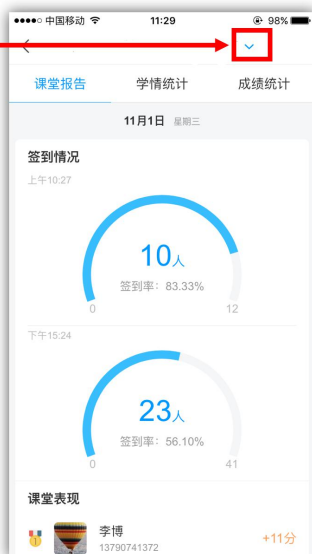 中国移动 11:29 98%
课堂报告 学情统计 成绩统计
11月1日 星期三
签到情况
上午10:27
10人
签到率：83.33%
0 12
下午15:24
23人
签到率：56.10%
0 41
课堂表现
1 李博 +11分
13790741372